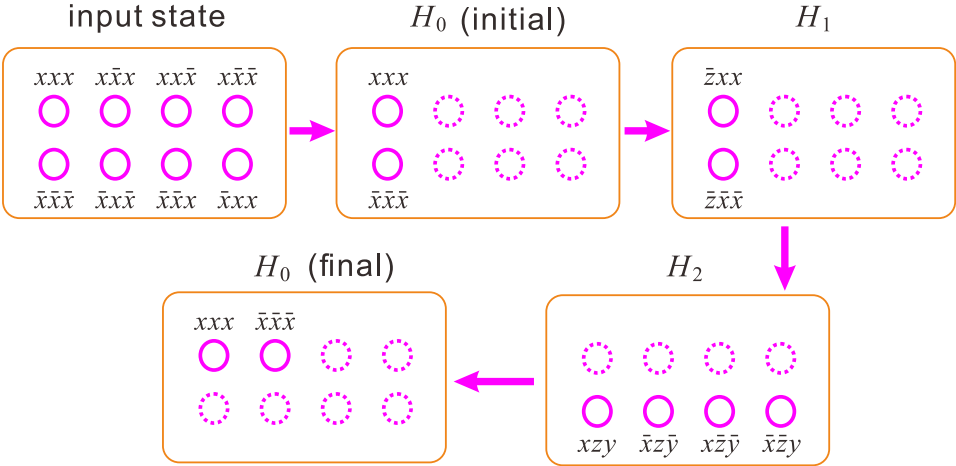 input state
H₀ (initial)
H₁
xxx xx̄x xxx̄ xx̄x̄
x̄x̄x̄ x̄xx̄ x̄x̄x x̄xx
xxx
x̄x̄x̄
z̄xx
z̄x̄x̄
H₀ (final)
H₂
xxx x̄x̄x̄
xzy x̄zȳ xz̄ȳ x̄z̄y